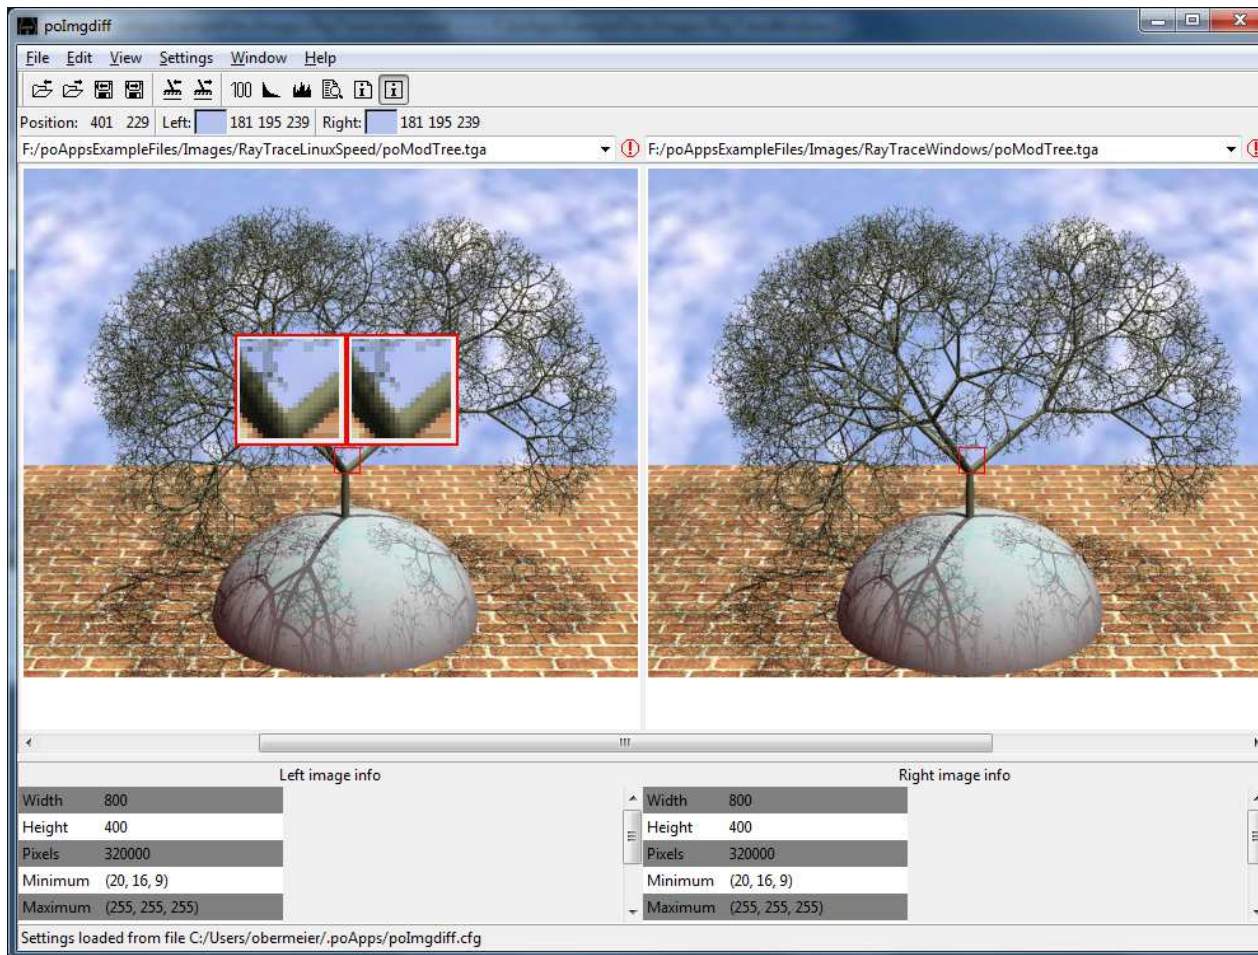 poImgdiff
File Edit View Settings Window Help
100
Position: 401 229 Left: 181 195 239 Right: 181 195 239
F:/poAppsExampleFiles/Images/RayTraceLinuxSpeed/poModTree.tga F:/poAppsExampleFiles/Images/RayTraceWindows/poModTree.tga
Left image info Right image info
Width 800 Width 800
Height 400 Height 400
Pixels 320000 Pixels 320000
Minimum (20, 16, 9) Minimum (20, 16, 9)
Maximum (255, 255, 255) Maximum (255, 255, 255)
Settings loaded from file C:/Users/obermeier/.poApps/poImgdiff.cfg